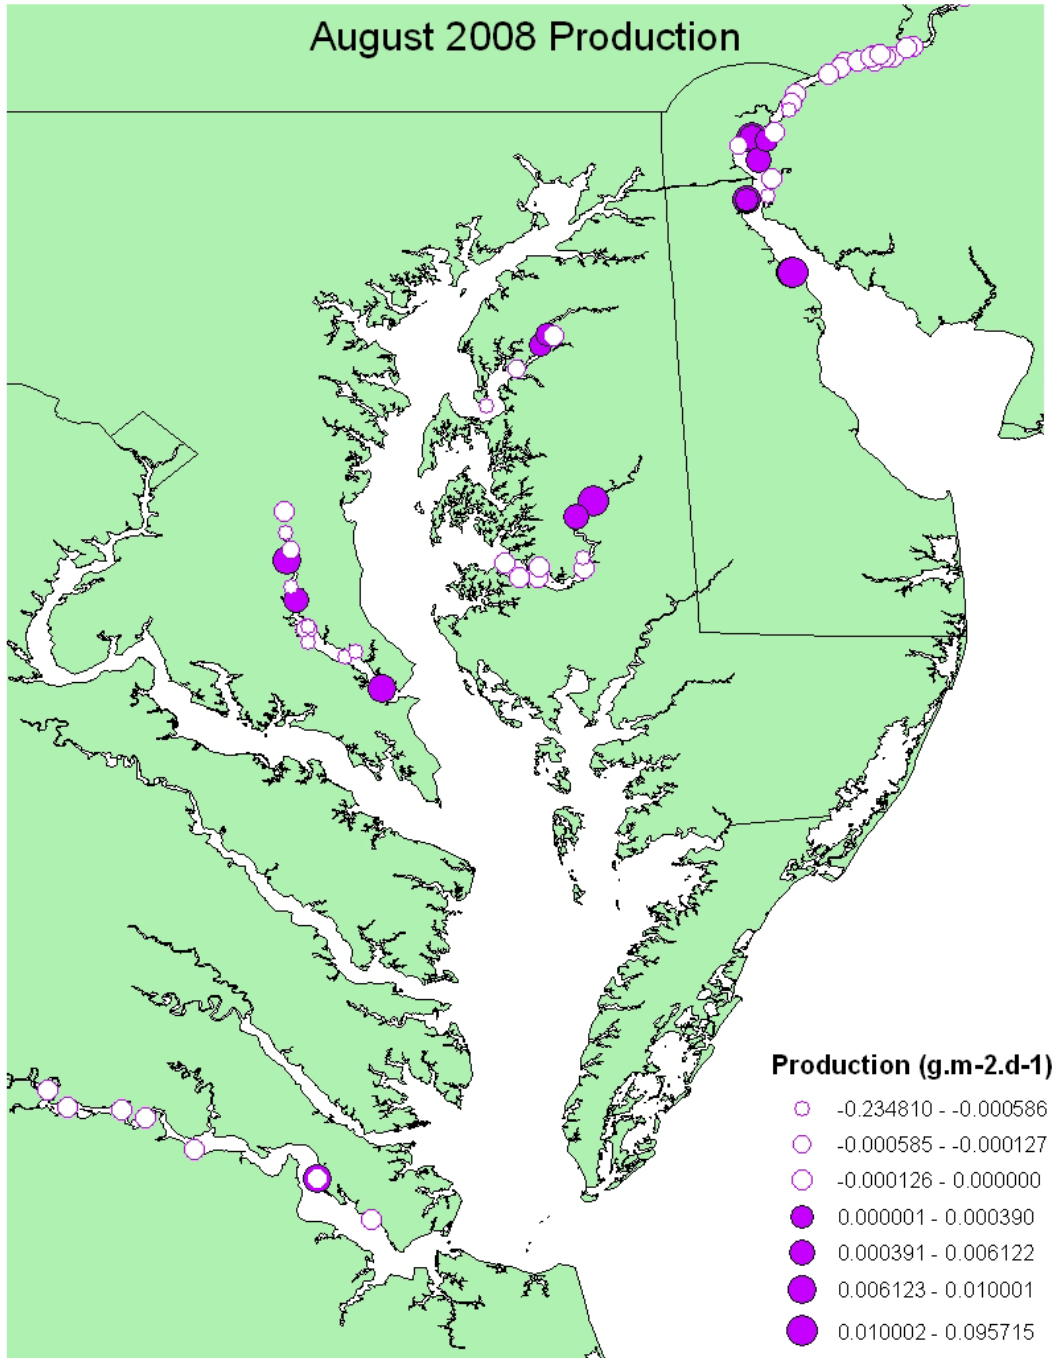 August 2008 Production
Production (g.m-2.d-1)
-0.234810 - -0.000586
-0.000585 - -0.000127
-0.000126 - 0.000000
0.000001 - 0.000390
0.000391 - 0.006122
0.006123 - 0.010001
0.010002 - 0.095715